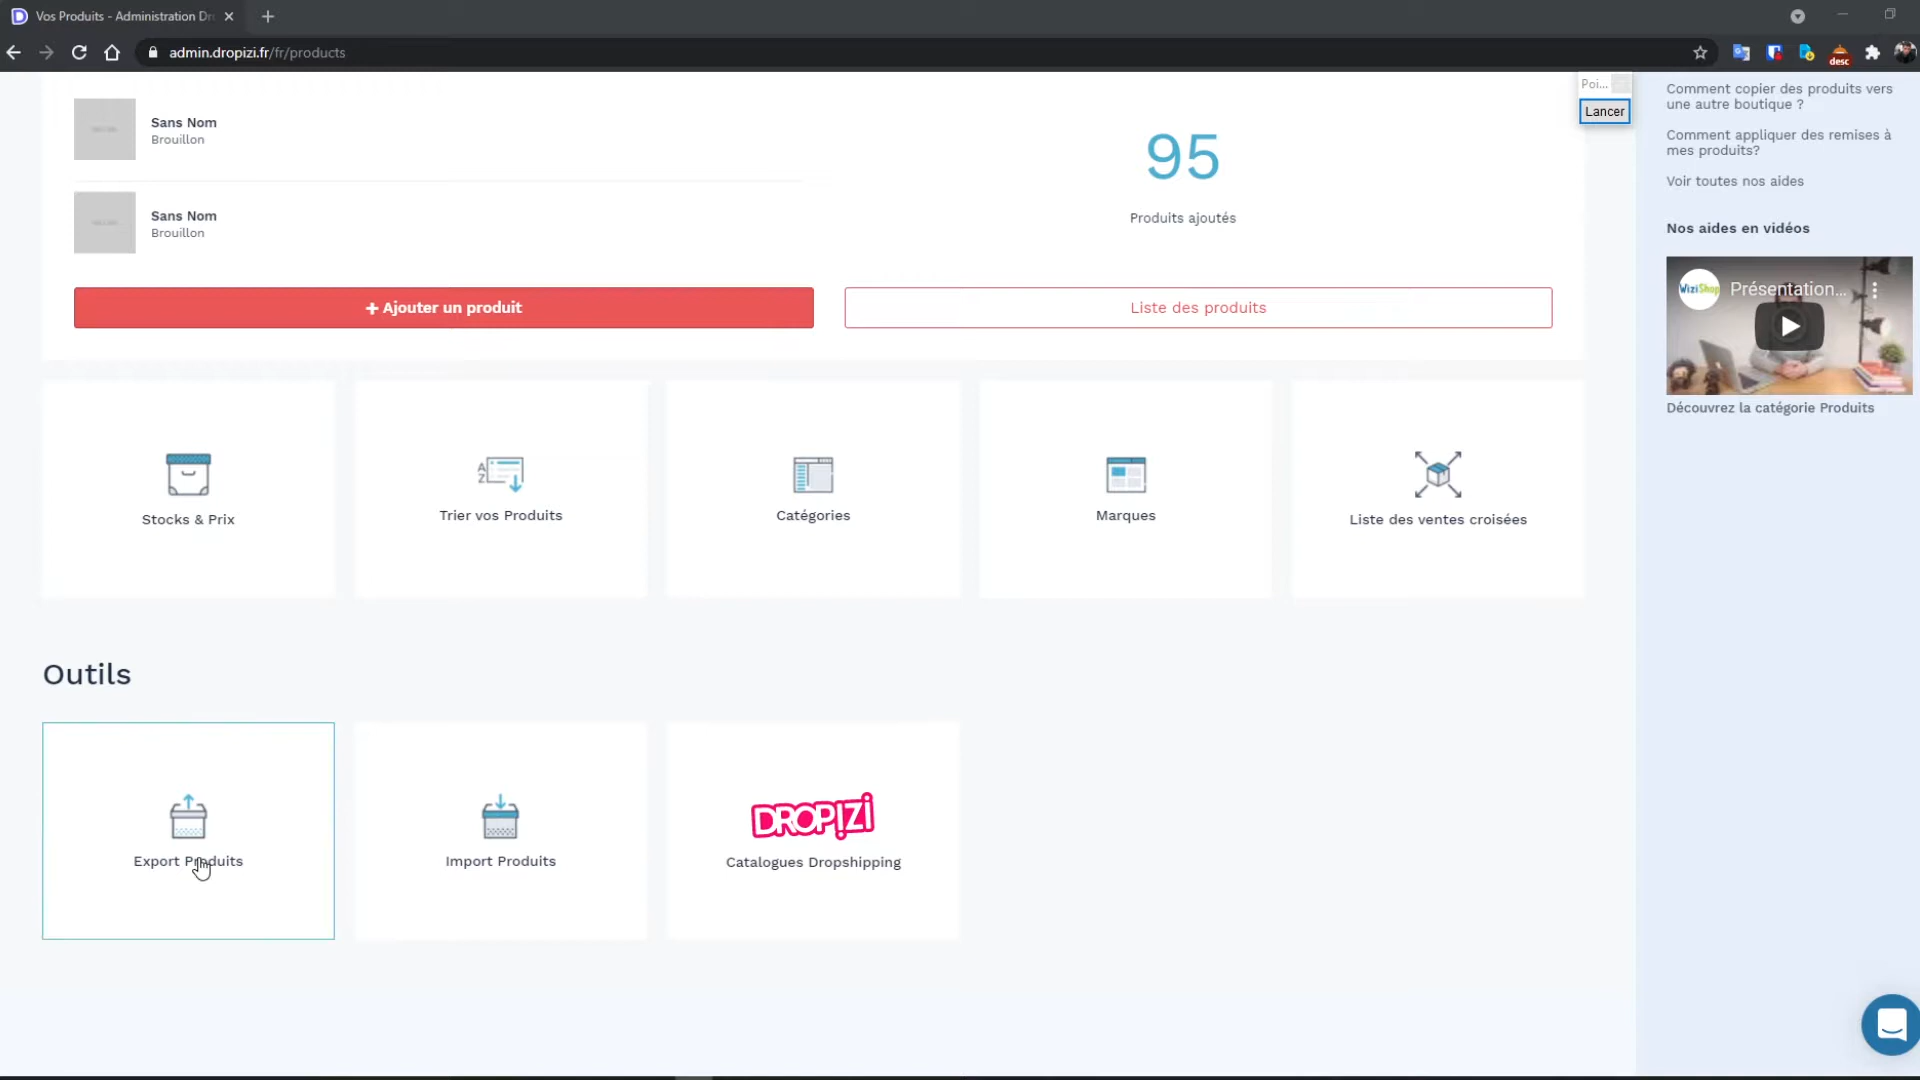 Vos Produits - Administration Dr
admin.dropizi.fr/fr/products
desc
Poi...
Lancer
Sans Nom
Brouillon
Sans Nom
Brouillon
95
Produits ajoutés
+ Ajouter un produit
Liste des produits
Stocks & Prix
Trier vos Produits
Catégories
Marques
Liste des ventes croisées
Outils
Export Produits
Import Produits
DROPIZI
Catalogues Dropshipping
Comment copier des produits vers
une autre boutique ?
Comment appliquer des remises à
mes produits?
Voir toutes nos aides
Nos aides en vidéos
WiziShop
Présentation...
Découvrez la catégorie Produits